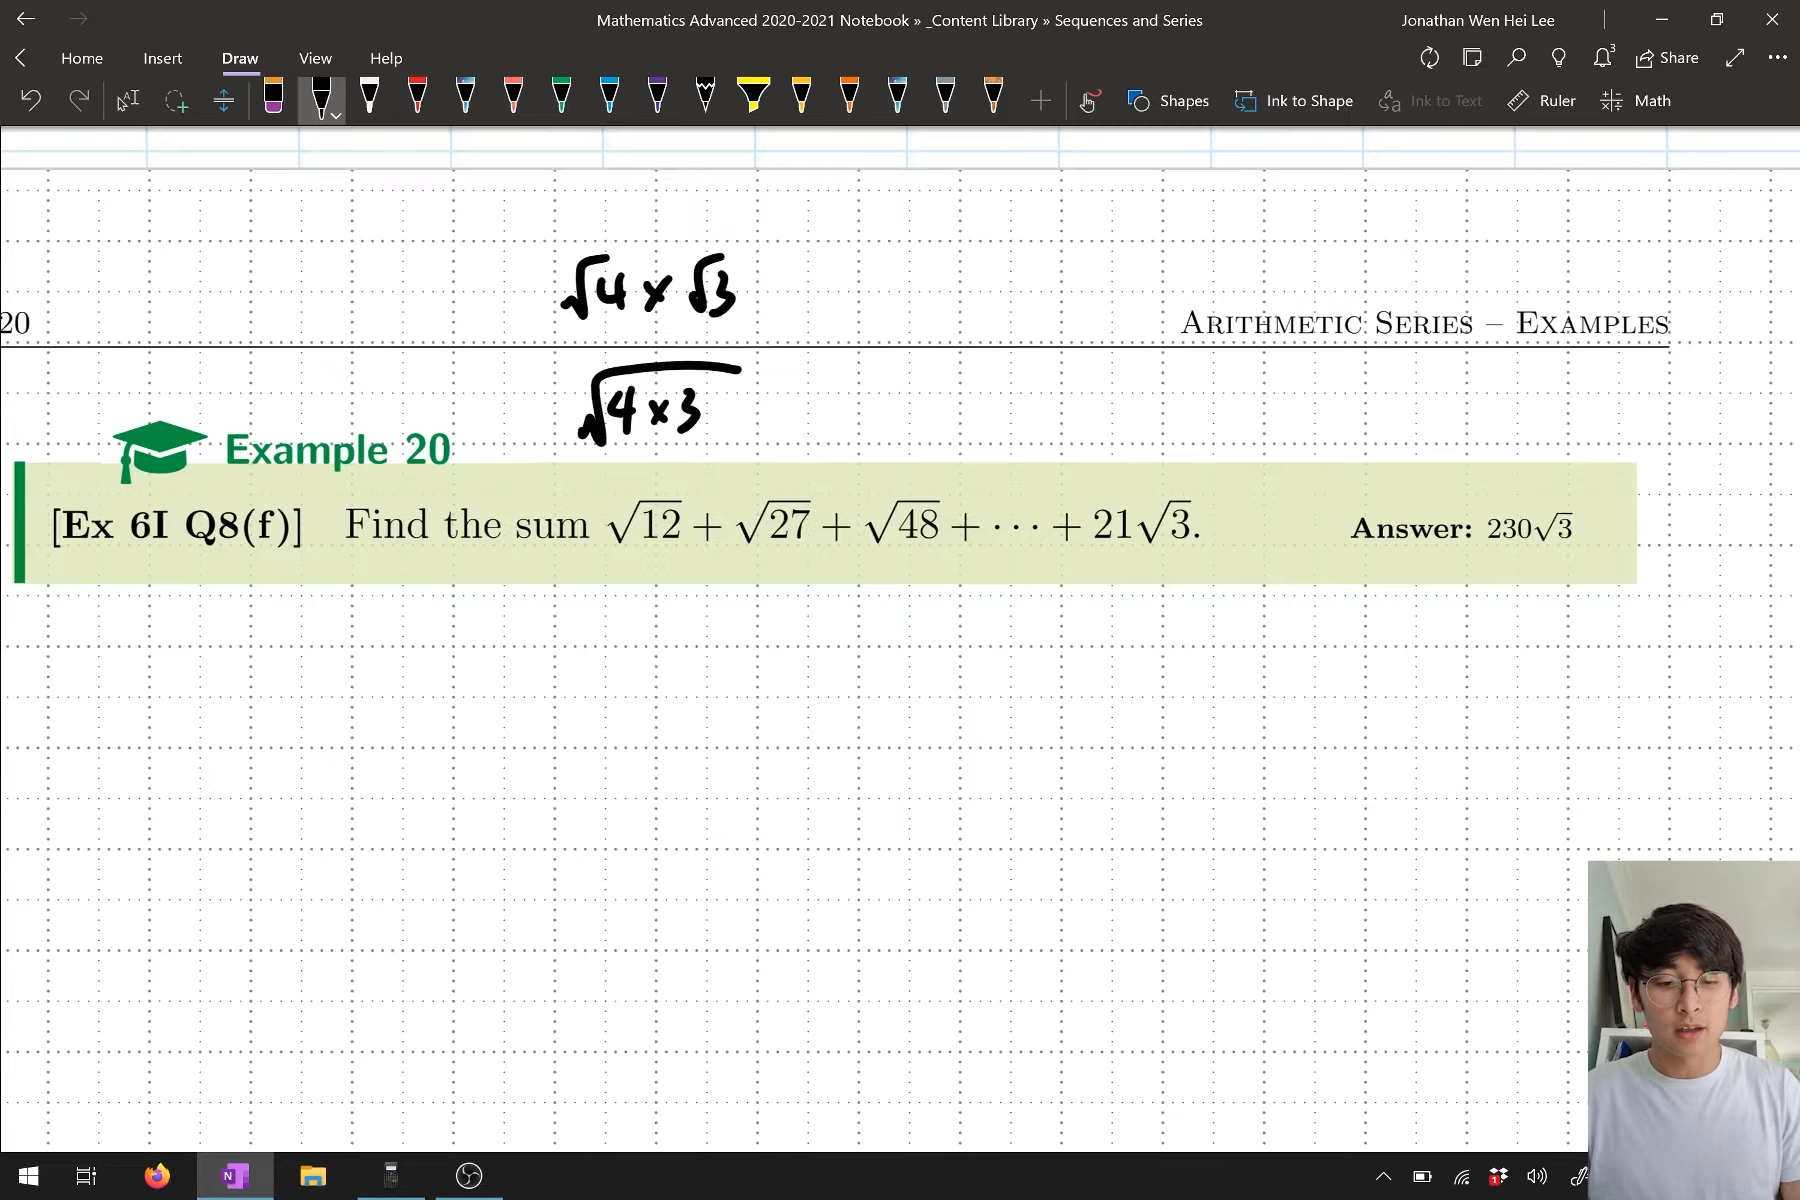 Mathematics Advanced 2020-2021 Notebook » _Content Library » Sequences and Series
Jonathan Wen Hei Lee
Home Insert Draw View Help
3
Share
Shapes Ink to Shape Ink to Text Ruler Math
√4 × √3
20 ARITHMETIC SERIES – EXAMPLES
√(4 × 3)
Example 20
[Ex 6I Q8(f)] Find the sum √12 + √27 + √48 + ··· + 21√3. Answer: 230√3
N
1